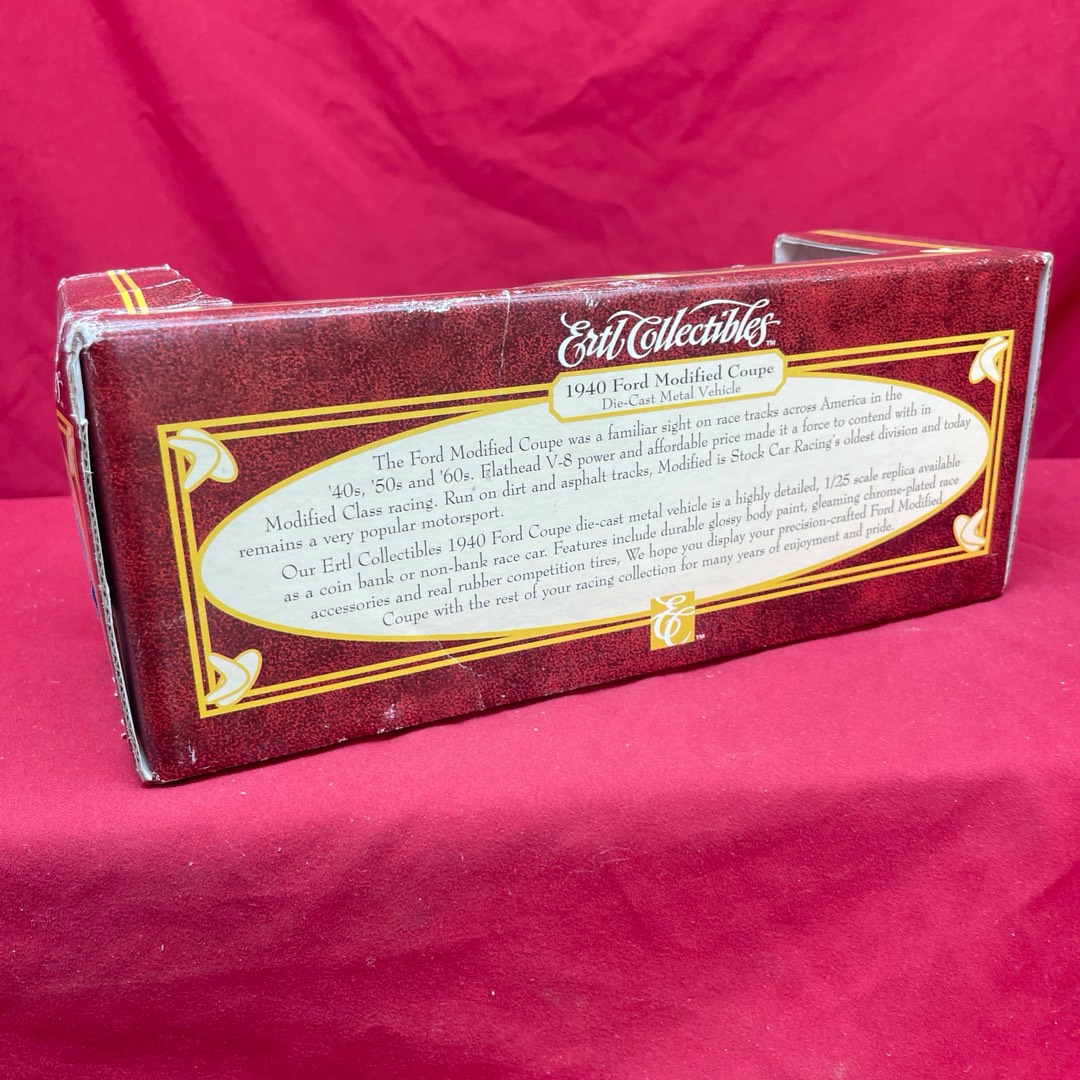 Ertl Collectibles™
1940 Ford Modified Coupe
Die-Cast Metal Vehicle
The Ford Modified Coupe was a familiar sight on race tracks across America in the
'40s, '50s and '60s. Flathead V-8 power and affordable price made it a force to contend with in
Modified Class racing. Run on dirt and asphalt tracks, Modified is Stock Car Racing's oldest division and today
remains a very popular motorsport.
Our Ertl Collectibles 1940 Ford Coupe die-cast metal vehicle is a highly detailed, 1/25 scale replica available
as a coin bank or non-bank race car. Features include durable glossy body paint, gleaming chrome-plated race
accessories and real rubber competition tires, We hope you display your precision-crafted Ford Modified
Coupe with the rest of your racing collection for many years of enjoyment and pride.
EC™